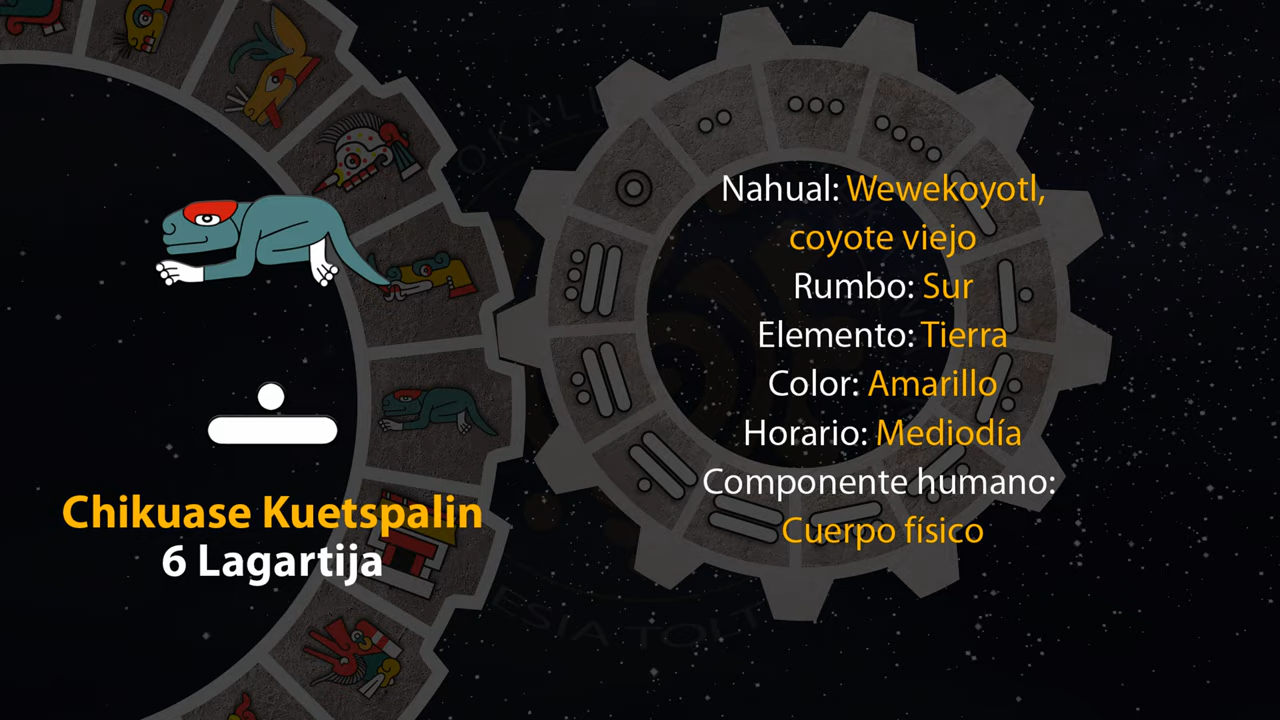 Chikuase Kuetspalin
6 Lagartija
Nahual: Wewekoyotl,
coyote viejo
Rumbo: Sur
Elemento: Tierra
Color: Amarillo
Horario: Mediodía
Componente humano:
Cuerpo físico